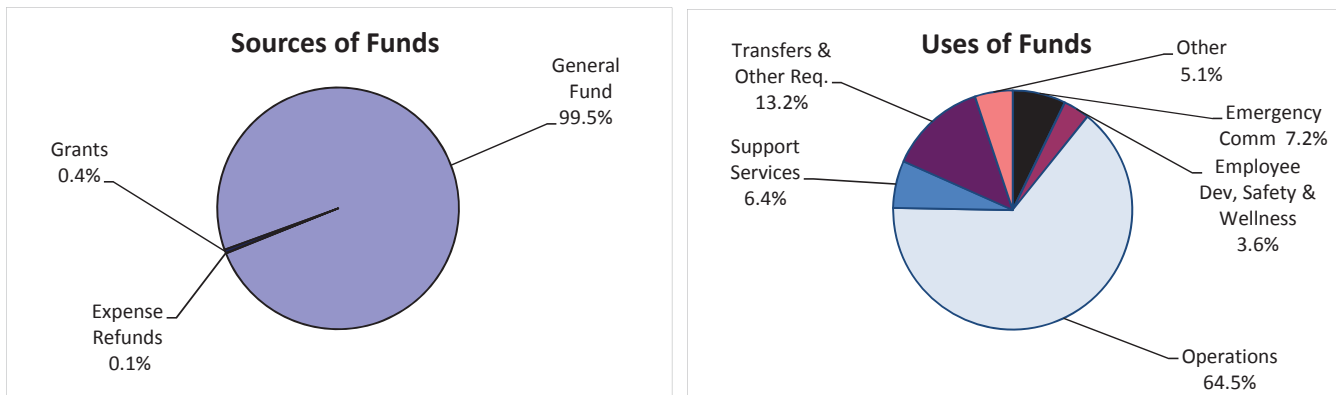 Sources of Funds
General
Fund
99.5%
Grants
0.4%
Expense
Refunds
0.1%
Uses of Funds
Transfers &
Other Req.
13.2%
Other
5.1%
Emergency
Comm 7.2%
Support
Services
6.4%
Employee
Dev, Safety &
Wellness
3.6%
Operations
64.5%